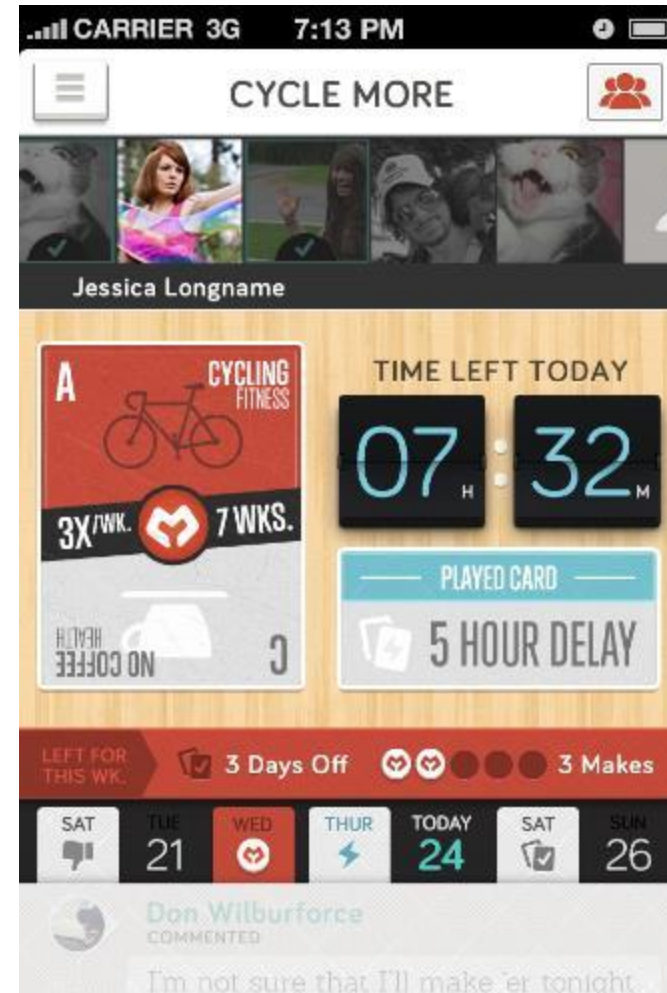 CARRIER 3G 7:13 PM
CYCLE MORE
Jessica Longname
A
CYCLING
FITNESS
3X/WK.
7 WKS.
C
NO COFFEE
HEALTH
TIME LEFT TODAY
07 H : 32 M
PLAYED CARD
5 HOUR DELAY
LEFT FOR
THIS WK.
3 Days Off
3 Makes
SAT TUE WED THUR TODAY SAT SUN
21 24 26
Don Wilburforce
COMMENTED
I'm not sure that I'll make 'er tonight